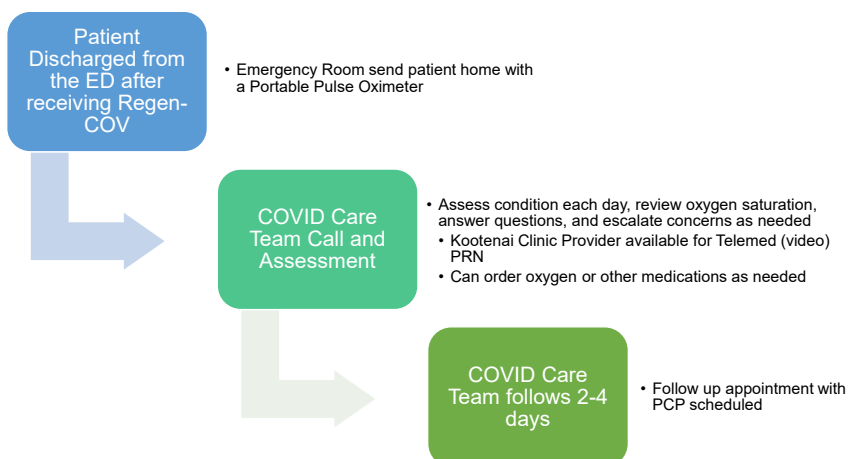 Patient
Discharged from
the ED after
receiving Regen-
COV
• Emergency Room send patient home with
a Portable Pulse Oximeter
COVID Care
Team Call and
Assessment
• Assess condition each day, review oxygen saturation,
answer questions, and escalate concerns as needed
• Kootenai Clinic Provider available for Telemed (video)
PRN
• Can order oxygen or other medications as needed
COVID Care
Team follows 2-4
days
• Follow up appointment with
PCP scheduled